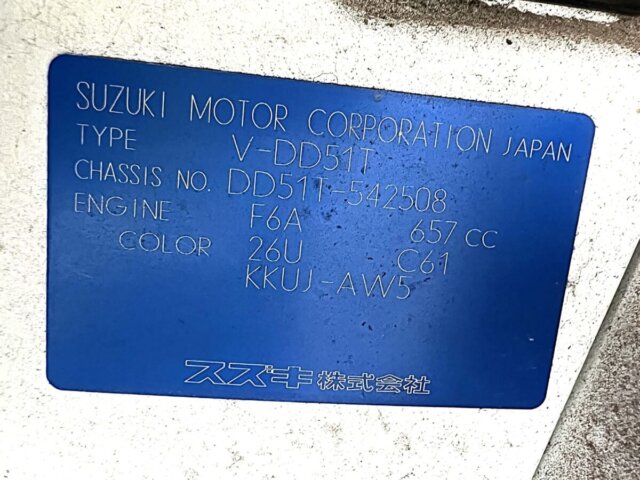 SUZUKI MOTOR CORPORATION JAPAN
TYPE V-DD51T
CHASSIS NO. DD51T-542508
ENGINE F6A 657 CC
COLOR 26U C61
KKUJ-AW5
スズキ株式会社